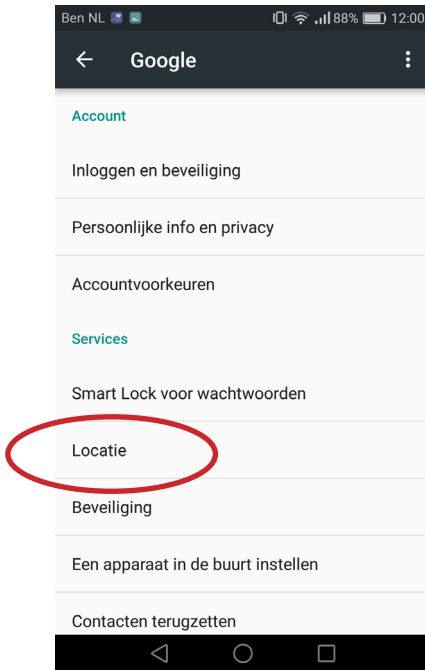 Ben NL 88% 12:00
Google
Account
Inloggen en beveiliging
Persoonlijke info en privacy
Accountvoorkeuren
Services
Smart Lock voor wachtwoorden
Locatie
Beveiliging
Een apparaat in de buurt instellen
Contacten terugzetten